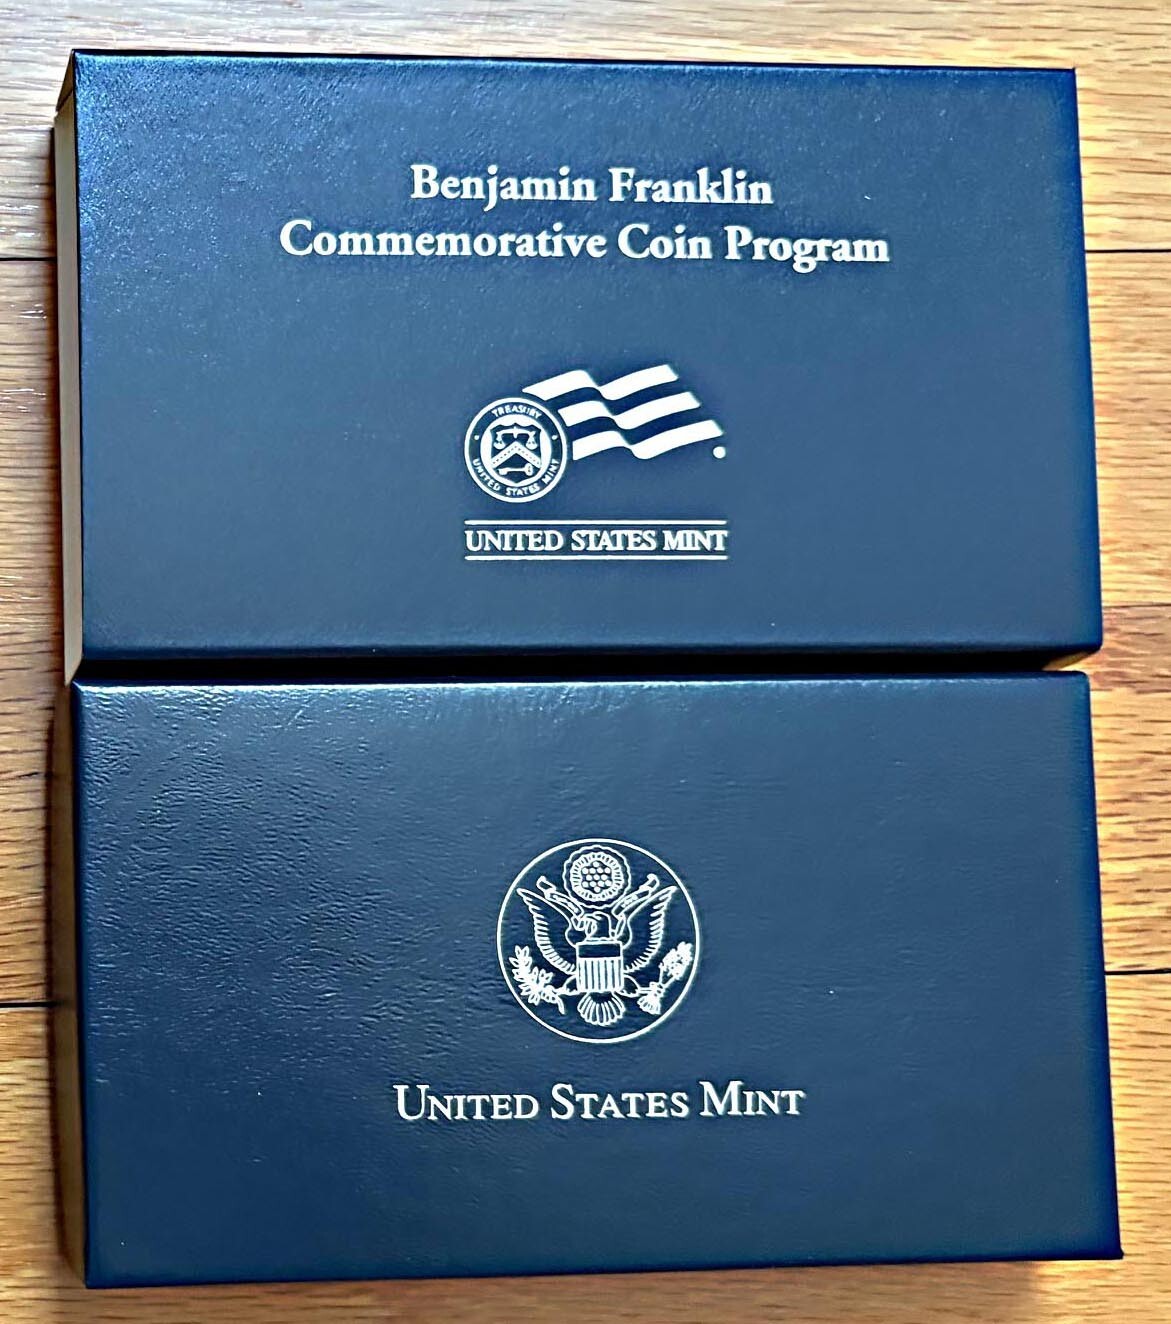 Benjamin Franklin
Commemorative Coin Program
TREASURY
UNITED STATES MINT
UNITED STATES MINT
UNITED STATES MINT